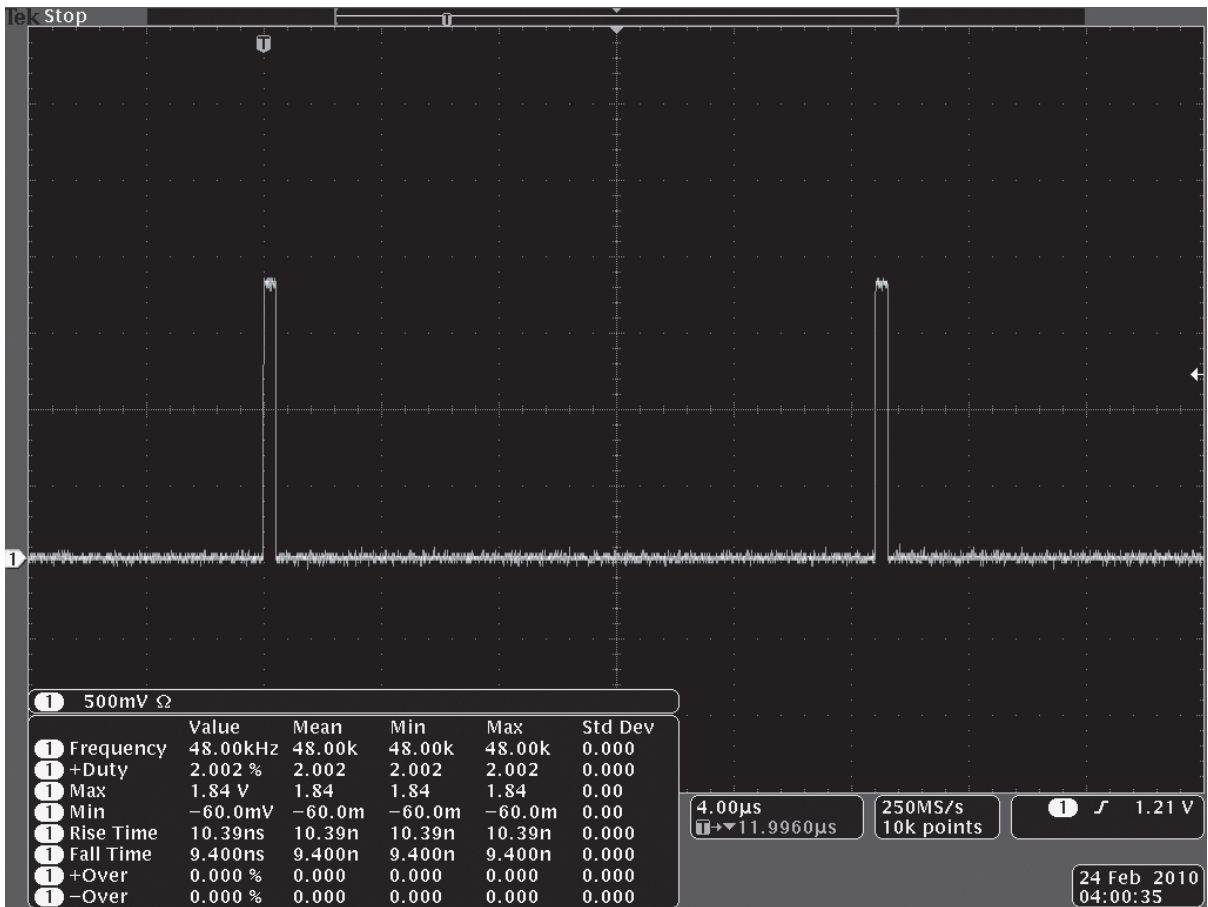 Tek Stop
T
T
1
1 500mV Ω
Value Mean Min Max Std Dev
1 Frequency 48.00kHz 48.00k 48.00k 48.00k 0.000
1 +Duty 2.002 % 2.002 2.002 2.002 0.000
1 Max 1.84 V 1.84 1.84 1.84 0.00
1 Min −60.0mV −60.0m −60.0m −60.0m 0.00
1 Rise Time 10.39ns 10.39n 10.39n 10.39n 0.000
1 Fall Time 9.400ns 9.400n 9.400n 9.400n 0.000
1 +Over 0.000 % 0.000 0.000 0.000 0.000
1 −Over 0.000 % 0.000 0.000 0.000 0.000
4.00μs
T→▼11.9960μs
250MS/s
10k points
1 ƒ 1.21 V
24 Feb 2010
04:00:35